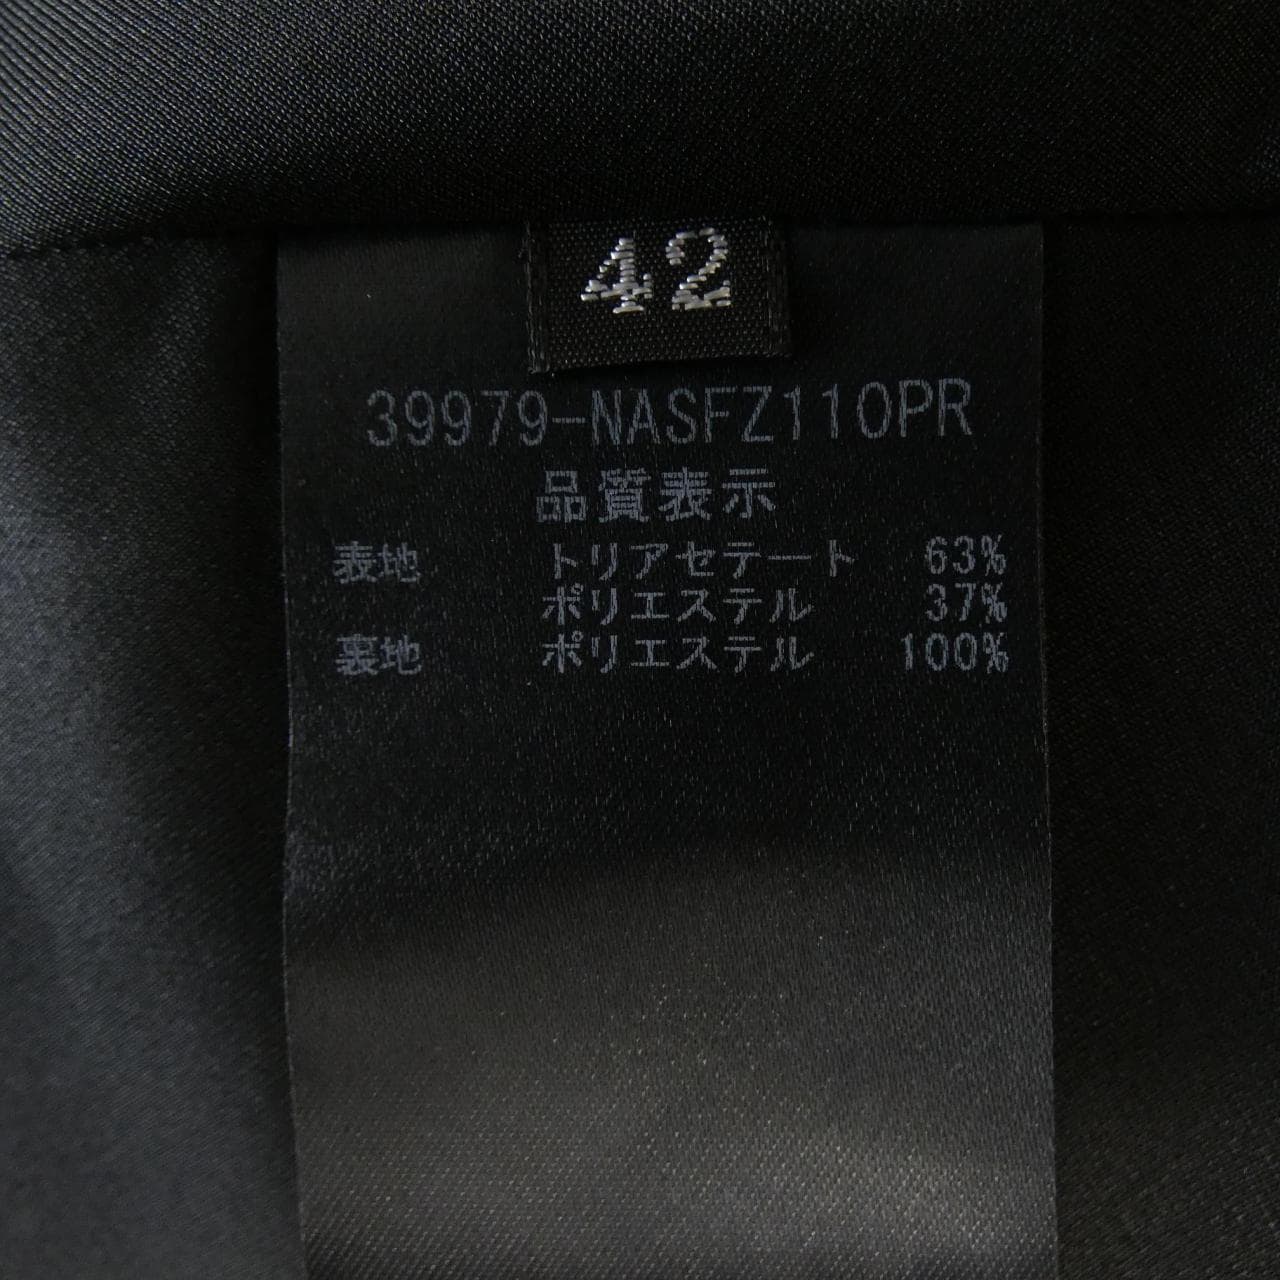 42
39979-NASFZ110PR
品質表示
表地 トリアセテート 63%
ポリエステル 37%
裏地 ポリエステル 100%